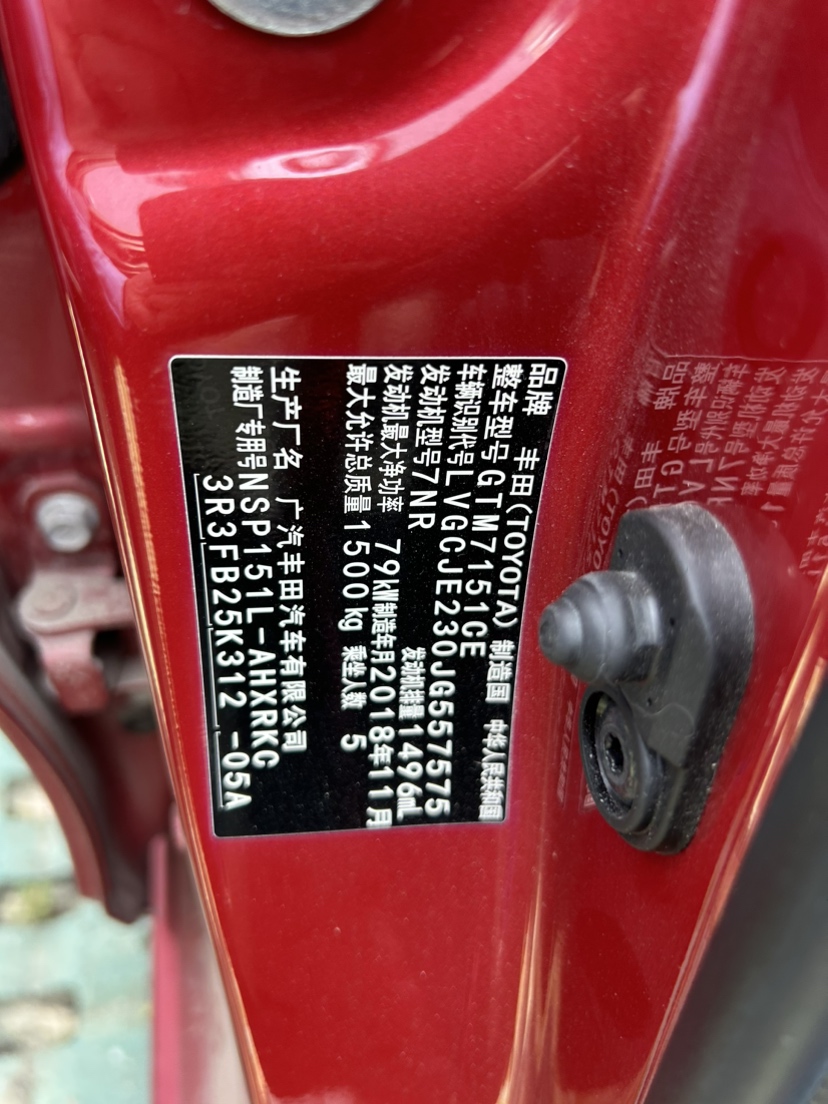 品牌 丰田(TOYOTA) 制造国 中华人民共和国
整车型号GTM7151CE
车辆识别代号LVGCJE230JG557575
发动机型号7NR 发动机排量1496mL
发动机最大净功率 79kW制造年月2018年11月
最大允许总质量1500kg 乘坐人数 5
生产厂名 广汽丰田汽车有限公司
制造厂专用号NSP151L-AHXRKC
3R3FB25K312 -05A